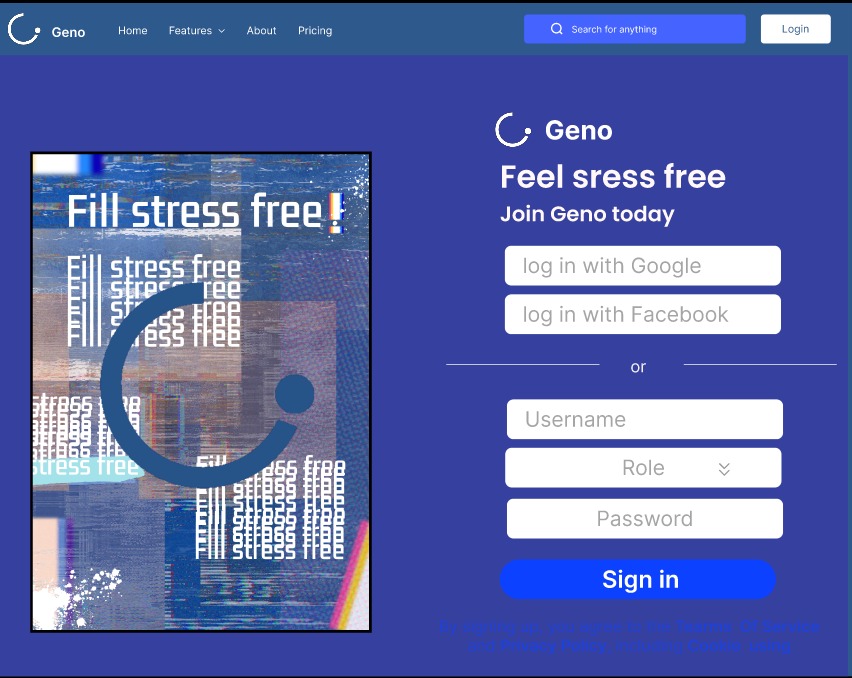 Geno
Home
Features
About
Pricing
Search for anything
Login
Geno
Feel sress free
Join Geno today
log in with Google
log in with Facebook
or
Username
Role
Password
Sign in
By signing up, you agree to the
and Privacy Policy, including Cookie
Fill stress free!
Fill stress free
Fill stress free
Fill stress free
Fill stress free
Fill stress free
stress free
stress free
stress free
stress free
stress free
Fill stress free
Fill stress free
Fill stress free
Fill stress free
Fill stress free
Fill stress free